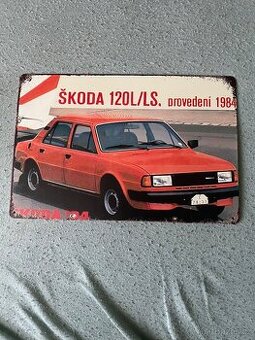 ŠKODA 120L/LS. provedení 1984